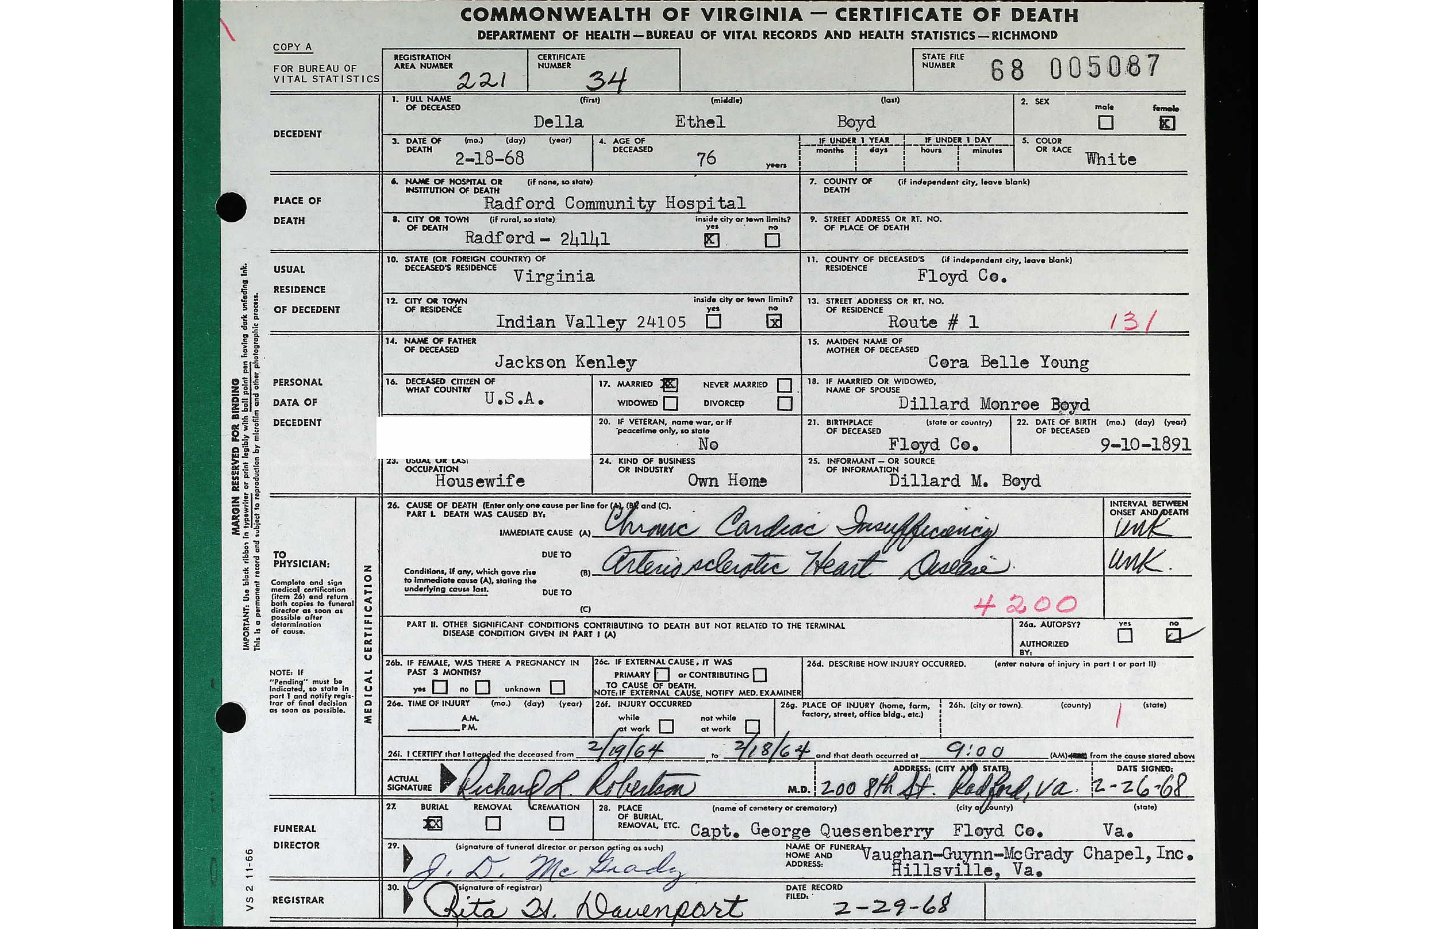 COMMONWEALTH OF VIRGINIA — CERTIFICATE OF DEATH
DEPARTMENT OF HEALTH—BUREAU OF VITAL RECORDS AND HEALTH STATISTICS—RICHMOND
COPY A
FOR BUREAU OF VITAL STATISTICS
REGISTRATION AREA NUMBER 221
CERTIFICATE NUMBER 34
STATE FILE NUMBER 68 005087
DECEDENT
1. FULL NAME OF DECEASED (first) (middle) (last)
Della Ethel Boyd
2. SEX male female X
3. DATE OF DEATH (mo.) (day) (year)
2-18-68
4. AGE OF DECEASED 76 years
IF UNDER 1 YEAR months days
IF UNDER 1 DAY hours minutes
5. COLOR OR RACE White
PLACE OF DEATH
6. NAME OF HOSPITAL OR INSTITUTION OF DEATH (if none, so state)
Radford Community Hospital
7. COUNTY OF DEATH (if independent city, leave blank)
8. CITY OR TOWN OF DEATH (if rural, so state) inside city or town limits? yes X no
Radford - 24141
9. STREET ADDRESS OR RT. NO. OF PLACE OF DEATH
USUAL RESIDENCE OF DECEDENT
10. STATE (OR FOREIGN COUNTRY) OF DECEASED'S RESIDENCE
Virginia
11. COUNTY OF DECEASED'S RESIDENCE (if independent city, leave blank)
Floyd Co.
12. CITY OR TOWN OF RESIDENCE inside city or town limits? yes no X
Indian Valley 24105
13. STREET ADDRESS OR RT. NO. OF RESIDENCE
Route # 1 131
PERSONAL DATA OF DECEDENT
14. NAME OF FATHER OF DECEASED
Jackson Kenley
15. MAIDEN NAME OF MOTHER OF DECEASED
Cora Belle Young
16. DECEASED CITIZEN OF WHAT COUNTRY
U.S.A.
17. MARRIED X NEVER MARRIED WIDOWED DIVORCED
18. IF MARRIED OR WIDOWED, NAME OF SPOUSE
Dillard Monroe Boyd
20. IF VETERAN, name war, or if peacetime only, so state
No
21. BIRTHPLACE OF DECEASED (state or country)
Floyd Co.
22. DATE OF BIRTH OF DECEASED (mo.) (day) (year)
9-10-1891
23. USUAL OR LAST OCCUPATION
Housewife
24. KIND OF BUSINESS OR INDUSTRY
Own Home
25. INFORMANT—OR SOURCE OF INFORMATION
Dillard M. Boyd
MARGIN RESERVED FOR BINDING
IMPORTANT: Use black ribbon in typewriter or print legibly with ball point pen having dark unfading ink.
This is a permanent record and subject to reproduction by microfilm and other photographic process.
MEDICAL CERTIFICATION
TO PHYSICIAN:
Complete and sign medical certification (item 26) and return both copies to funeral director as soon as possible after determination of cause.
NOTE: IF "Pending" must be indicated, so state in part I and notify registrar of final decision as soon as possible.
26. CAUSE OF DEATH (Enter only one cause per line for (A), (B) and (C).
PART I. DEATH WAS CAUSED BY:
INTERVAL BETWEEN ONSET AND DEATH
IMMEDIATE CAUSE (A) Chronic Cardiac Insufficiency UNK
DUE TO
Conditions, if any, which gave rise to immediate cause (A), stating the underlying cause last.
(B) Arteriosclerotic Heart Disease. UNK.
DUE TO
(C)
4200
PART II. OTHER SIGNIFICANT CONDITIONS CONTRIBUTING TO DEATH BUT NOT RELATED TO THE TERMINAL DISEASE CONDITION GIVEN IN PART I (A)
26a. AUTOPSY? yes no
AUTHORIZED BY:
26b. IF FEMALE, WAS THERE A PREGNANCY IN PAST 3 MONTHS?
yes no unknown
26c. IF EXTERNAL CAUSE, IT WAS
PRIMARY or CONTRIBUTING
TO CAUSE OF DEATH.
NOTE: IF EXTERNAL CAUSE, NOTIFY MED. EXAMINER
26d. DESCRIBE HOW INJURY OCCURRED. (enter nature of injury in part I or part II)
26e. TIME OF INJURY (mo.) (day) (year)
A.M.
P.M.
26f. INJURY OCCURRED
while at work not while at work
26g. PLACE OF INJURY (home, farm, factory, street, office bldg., etc.)
26h. (city or town) (county) (state)
26i. I CERTIFY that I attended the deceased from 2/19/64 to 2/18/64 and that death occurred at 9:00 (AM) from the cause stated above
ACTUAL SIGNATURE Richard L. Robertson M.D.
ADDRESS: (CITY AND STATE) 200 8th St. Radford, Va.
DATE SIGNED: 2-26-68
FUNERAL DIRECTOR
27. BURIAL XX REMOVAL CREMATION
28. PLACE OF BURIAL, REMOVAL, ETC. (name of cemetery or crematory) (city or county) (state)
Capt. George Quesenberry Floyd Co. Va.
29. (signature of funeral director or person acting as such)
J. D. McGrady
NAME OF FUNERAL HOME AND ADDRESS:
Vaughan-Guynn-McGrady Chapel, Inc.
Hillsville, Va.
REGISTRAR
30. (signature of registrar)
Rita H. Davenport
DATE RECORD FILED:
2-29-68
VS 2 11-66